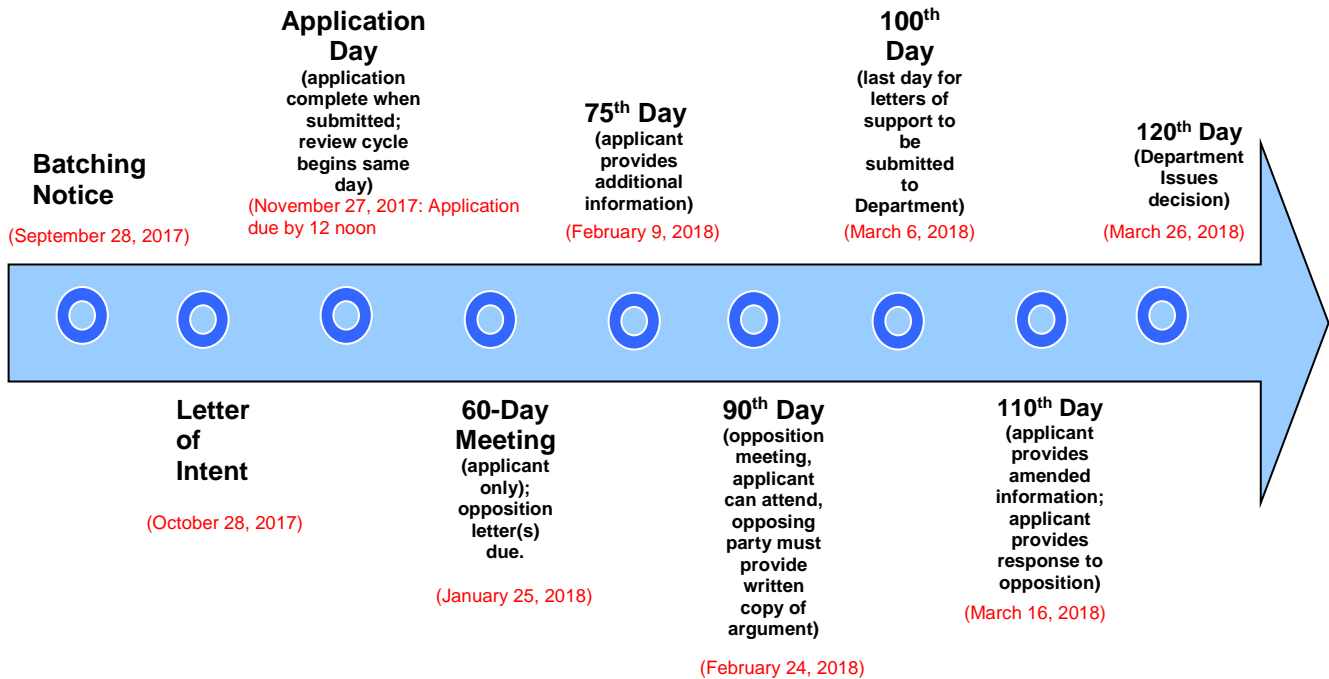 Batching
Notice
(September 28, 2017)
Letter
of
Intent
(October 28, 2017)
Application
Day
(application
complete when
submitted;
review cycle
begins same
day)
(November 27, 2017: Application
due by 12 noon
60-Day
Meeting
(applicant
only);
opposition
letter(s)
due.
(January 25, 2018)
75th Day
(applicant
provides
additional
information)
(February 9, 2018)
90th Day
(opposition
meeting,
applicant
can attend,
opposing
party must
provide
written
copy of
argument)
(February 24, 2018)
100th
Day
(last day for
letters of
support to
be
submitted
to
Department)
(March 6, 2018)
110th Day
(applicant
provides
amended
information;
applicant
provides
response to
opposition)
(March 16, 2018)
120th Day
(Department
Issues
decision)
(March 26, 2018)